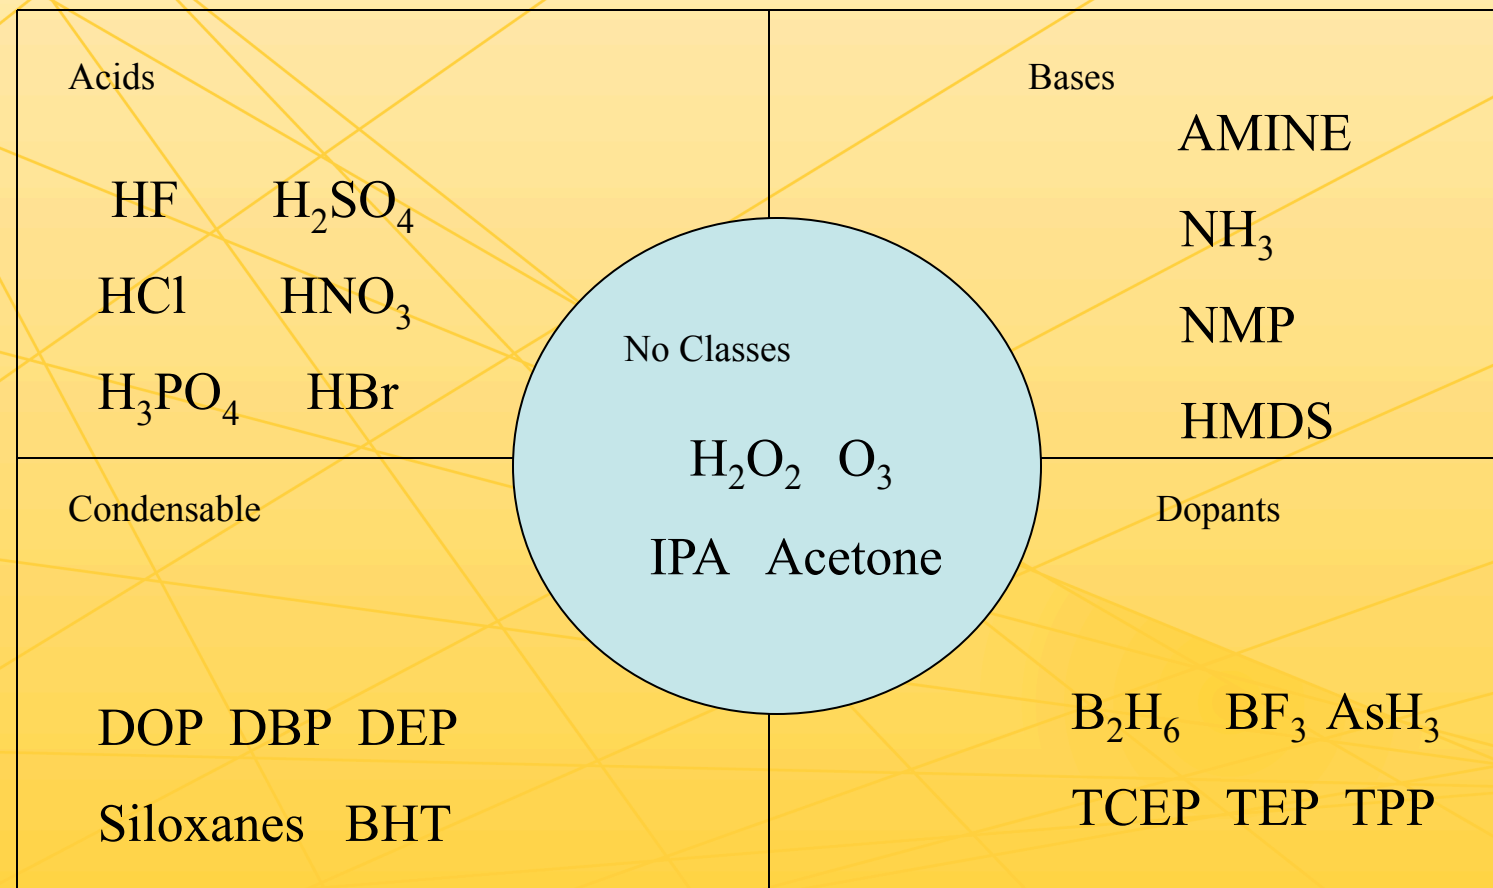 Acids
HF H₂SO₄
HCl HNO₃
H₃PO₄ HBr
Bases
AMINE
NH₃
NMP
HMDS
No Classes
H₂O₂ O₃
IPA Acetone
Condensable
DOP DBP DEP
Siloxanes BHT
Dopants
B₂H₆ BF₃ AsH₃
TCEP TEP TPP